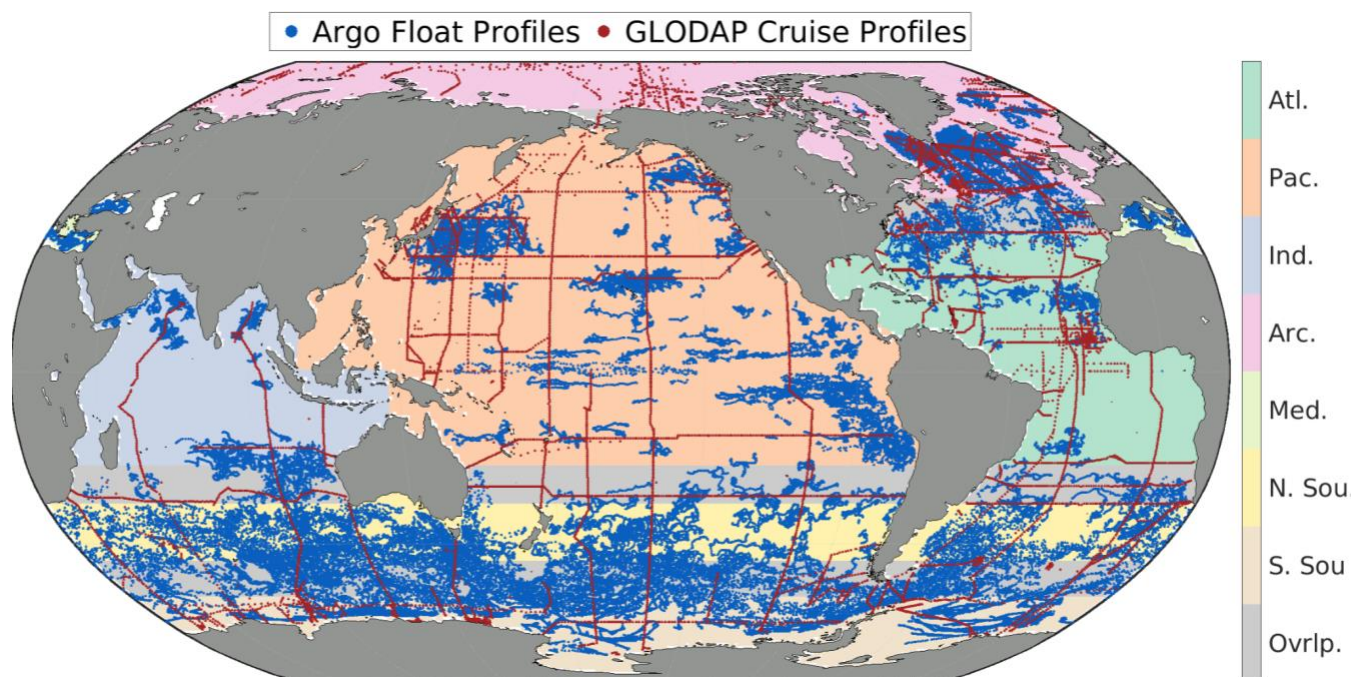 Argo Float Profiles GLODAP Cruise Profiles
Atl.
Pac.
Ind.
Arc.
Med.
N. Sou.
S. Sou
Ovrlp.